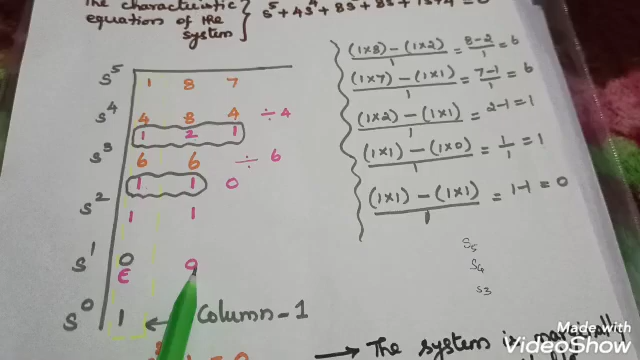 The characteristic
equation of the
system
s⁵+4s⁴+8s³+8s²+7s+4=0
s⁵ 1 8 7
s⁴ 4 8 4 ÷4
1 2 1
s³ 6 6 ÷ 6
1 1 0
s² 1 1
s¹ 0 0
ϵ
s⁰ 1 ← Column-1
(1×8)-(1×2)/1 = 8-2/1 = 6
(1×7)-(1×1)/1 = 7-1/1 = 6
(1×2)-(1×1)/1 = 2-1=1
(1×1)-(1×0)/1 = 1/1 = 1
(1×1)-(1×1)/1 = 1-1=0
S5
S4
S3
→ The system is marginally
Made with
VideoShow